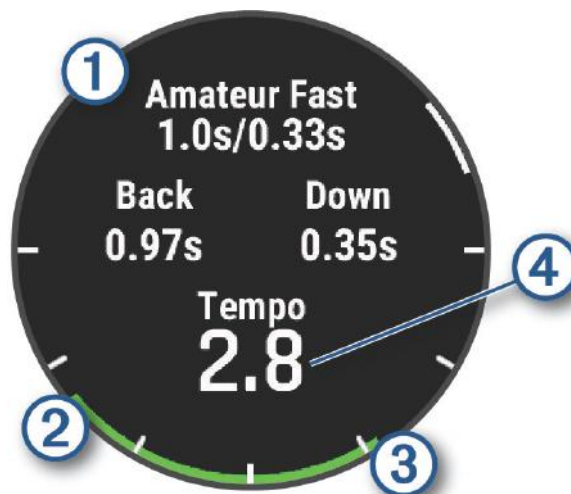 1
Amateur Fast
1.0s/0.33s
Back Down
0.97s 0.35s
4
Tempo
2.8
2
3